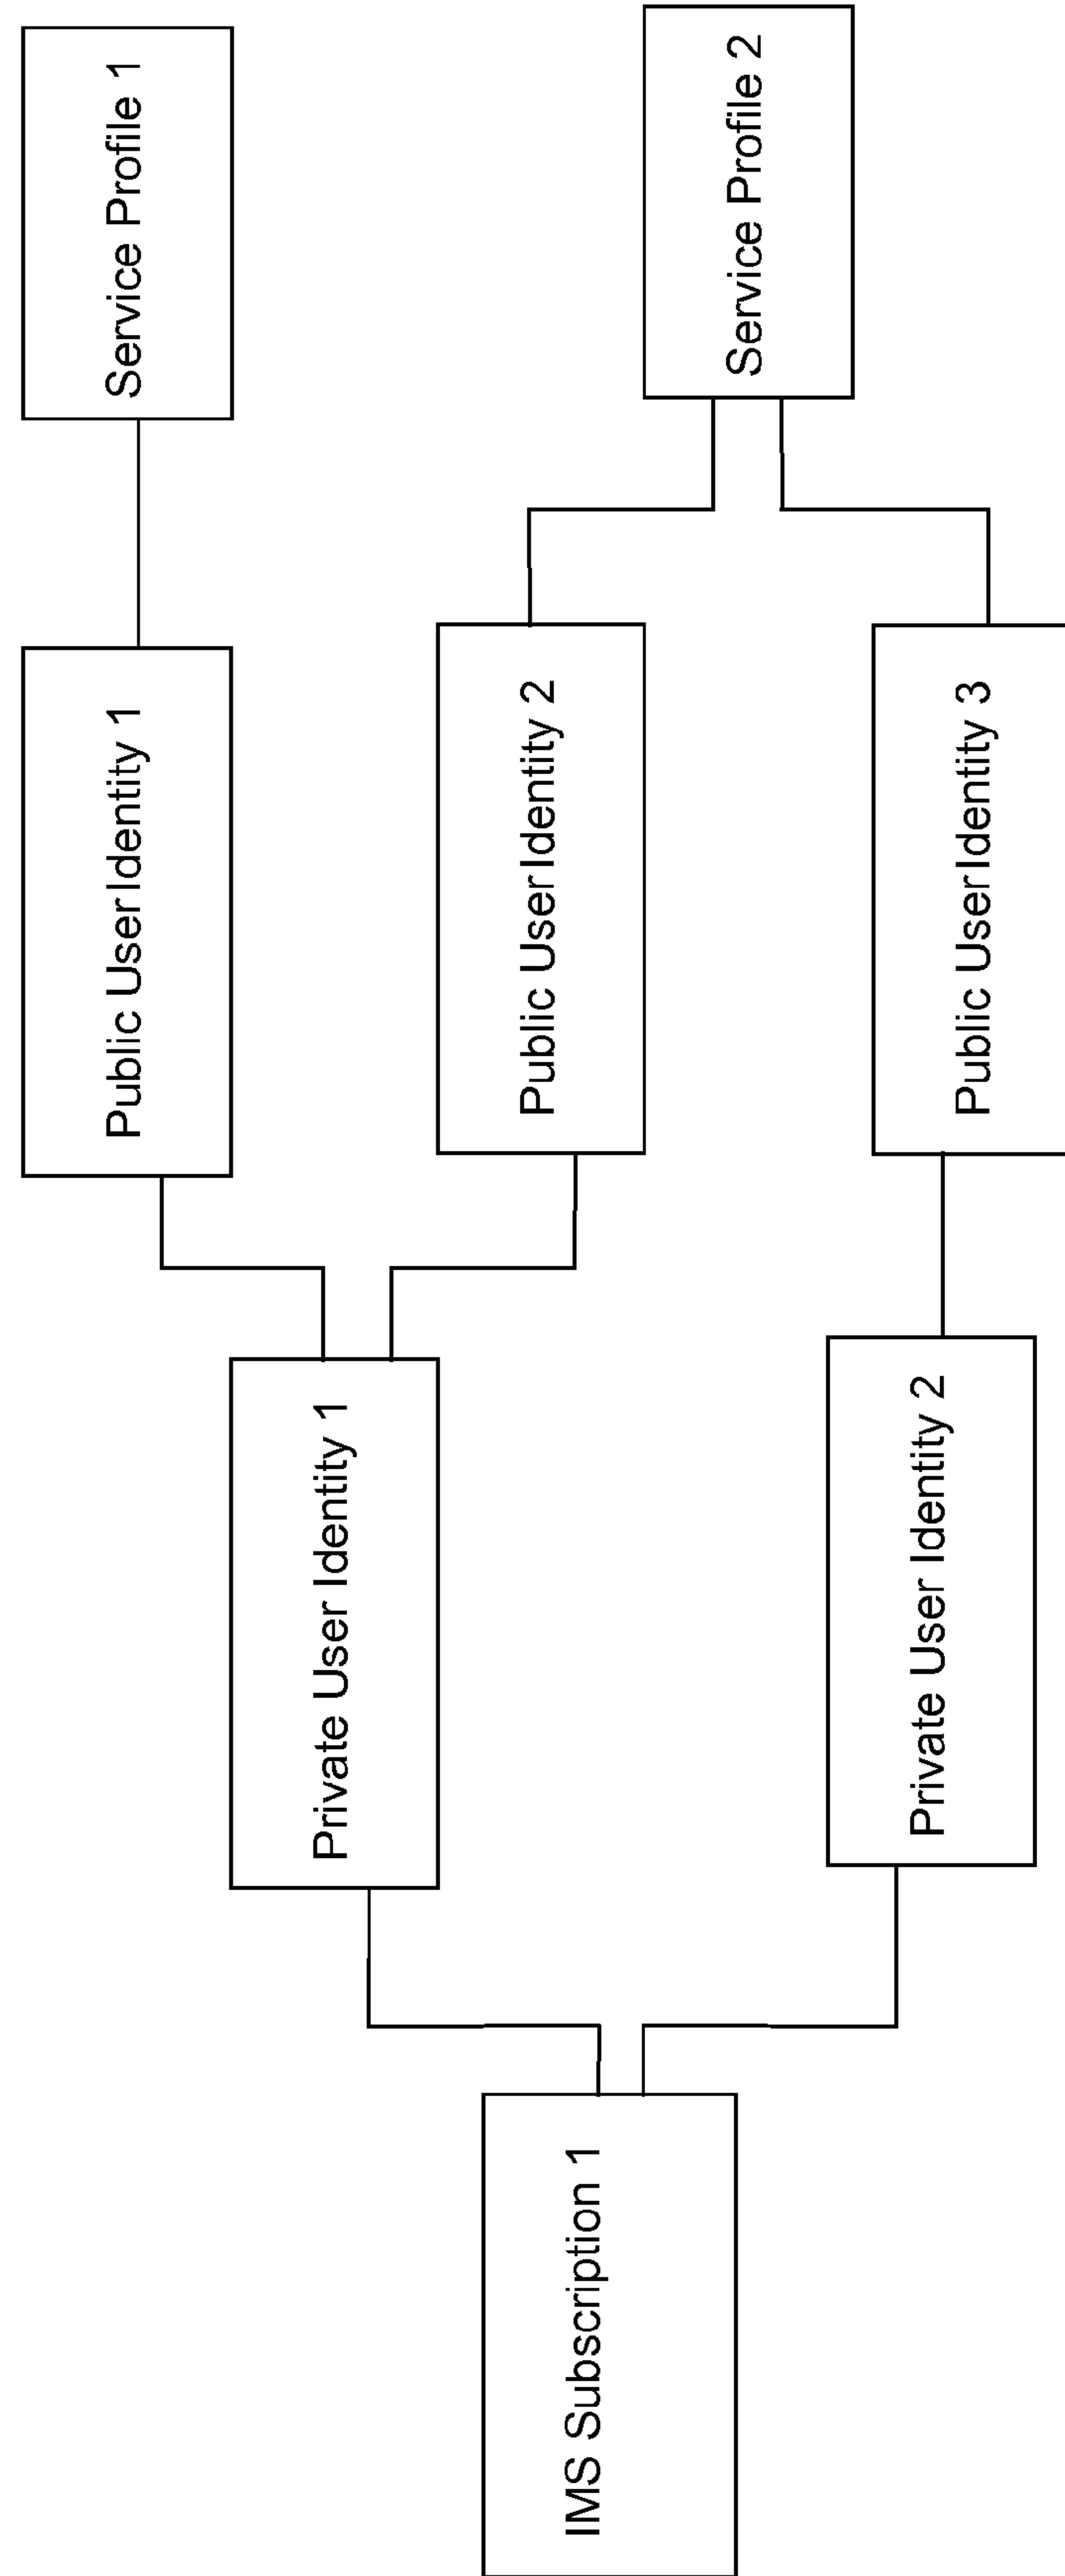 IMS Subscription 1
Private User Identity 1
Private User Identity 2
Public User Identity 1
Public User Identity 2
Public User Identity 3
Service Profile 1
Service Profile 2